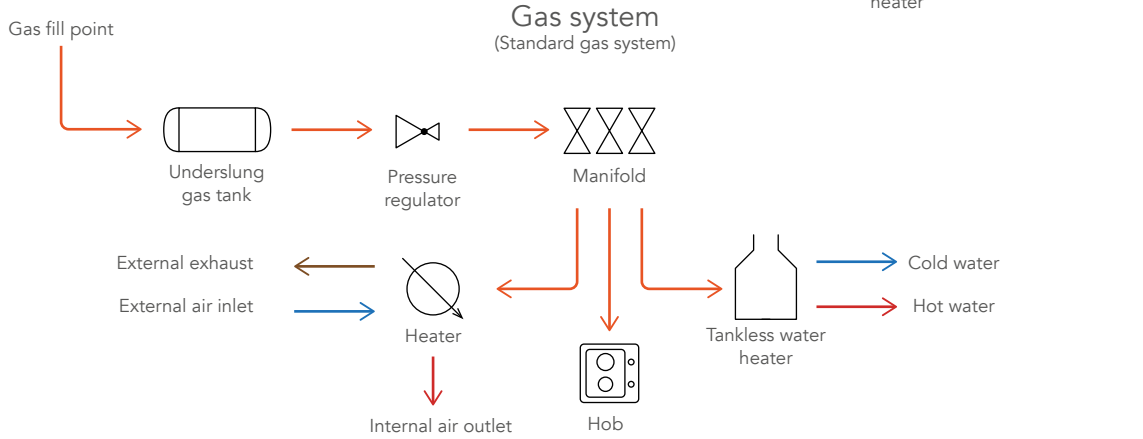 heater
Gas system
(Standard gas system)
Gas fill point
Underslung
gas tank
Pressure
regulator
Manifold
External exhaust
External air inlet
Heater
Internal air outlet
Hob
Tankless water
heater
Cold water
Hot water